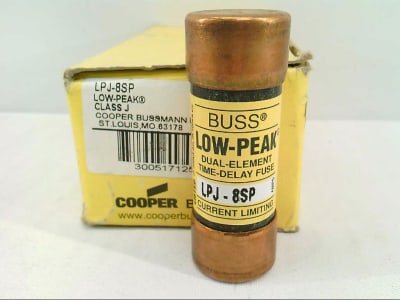 LPJ-8SP
LOW-PEAK®
CLASS J
COOPER BUSSMANN
ST.LOUIS,MO 63178
30051712
COOPER B
www.cooperbu
BUSS®
LOW-PEAK®
DUAL-ELEMENT
TIME-DELAY FUSE
LPJ - 8SP
CURRENT LIMITING